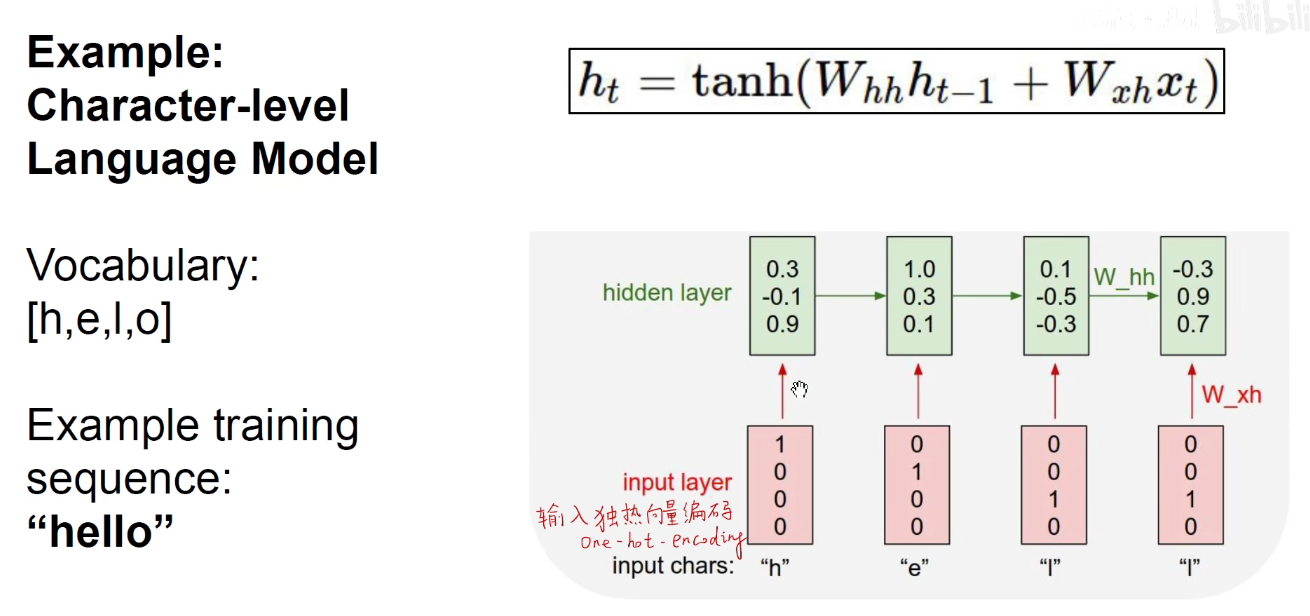 bilibili
Example:
Character-level
Language Model
h_t = tanh(W_{hh}h_{t-1} + W_{xh}x_t)
Vocabulary:
[h,e,l,o]
Example training
sequence:
“hello”
hidden layer
0.3 1.0 0.1 W_hh -0.3
-0.1 0.3 -0.5 0.9
0.9 0.1 -0.3 0.7
W_xh
input layer
1 0 0 0
0 1 0 0
0 0 1 1
0 0 0 0
输入独热向量编码
One-hot-encoding
input chars: “h” “e” “l” “l”